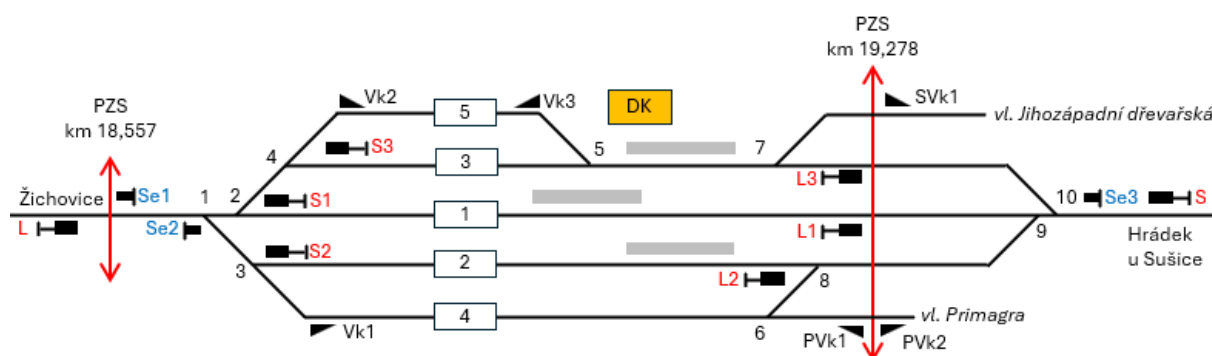 PZS
km 19,278
PZS
km 18,557
Vk2
Vk3
DK
SVk1
5
vl. Jihozápadní dřevařská
4
S3
3
5
7
L3
Žichovice
Se1
1
2
S1
10
Se3
S
L
Se2
1
L1
Hrádek
u Sušice
9
3
S2
2
L2
8
Vk1
4
6
vl. Primagra
PVk1
PVk2